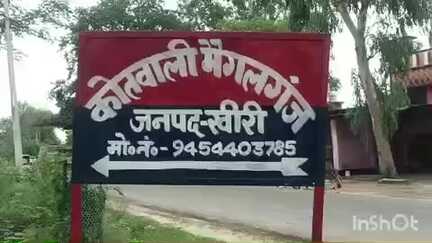 कोतवाली मैगलगंज
जनपद-खीरी
मो०नं०- 9454403785
InShot